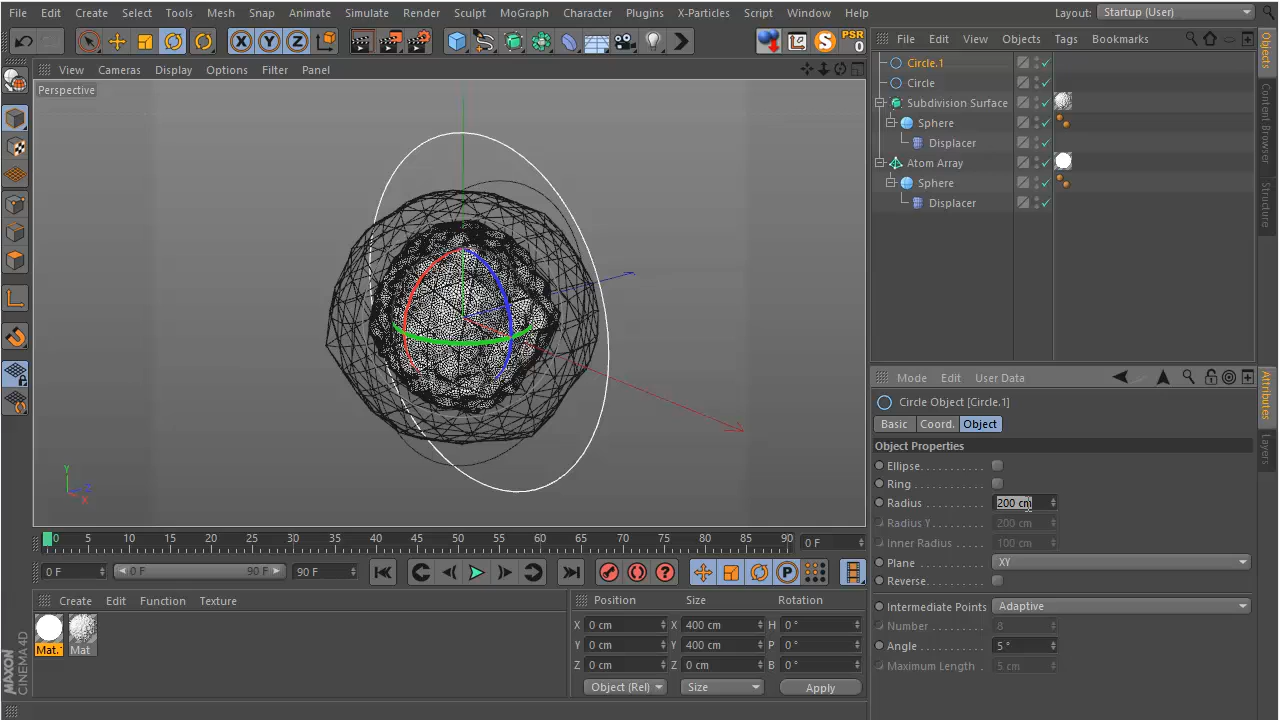 File Edit Create Select Tools Mesh Snap Animate Simulate Render Sculpt MoGraph Character Plugins X-Particles Script Window Help Layout: Startup (User)
X Y Z S PSR 0
View Cameras Display Options Filter Panel
File Edit View Objects Tags Bookmarks
Perspective
Circle.1
Circle
Subdivision Surface
Sphere
Displacer
Atom Array
Sphere
Displacer
Objects
Content Browser
Structure
Mode Edit User Data
Circle Object [Circle.1]
Basic Coord. Object
Object Properties
Ellipse
Ring
Radius 200 cm
Radius Y 200 cm
Inner Radius 100 cm
Plane XY
Reverse
Intermediate Points Adaptive
Number 8
Angle 5 °
Maximum Length 5 cm
Attributes
Layers
Y
Z
X
0 5 10 15 20 25 30 35 40 45 50 55 60 65 70 75 80 85 90 0 F
0 F 0 F 90 F 90 F P
Create Edit Function Texture
Mat.1 Mat
Position Size Rotation
X 0 cm X 400 cm H 0 °
Y 0 cm Y 400 cm P 0 °
Z 0 cm Z 0 cm B 0 °
Object (Rel) Size Apply
MAXON
CINEMA 4D